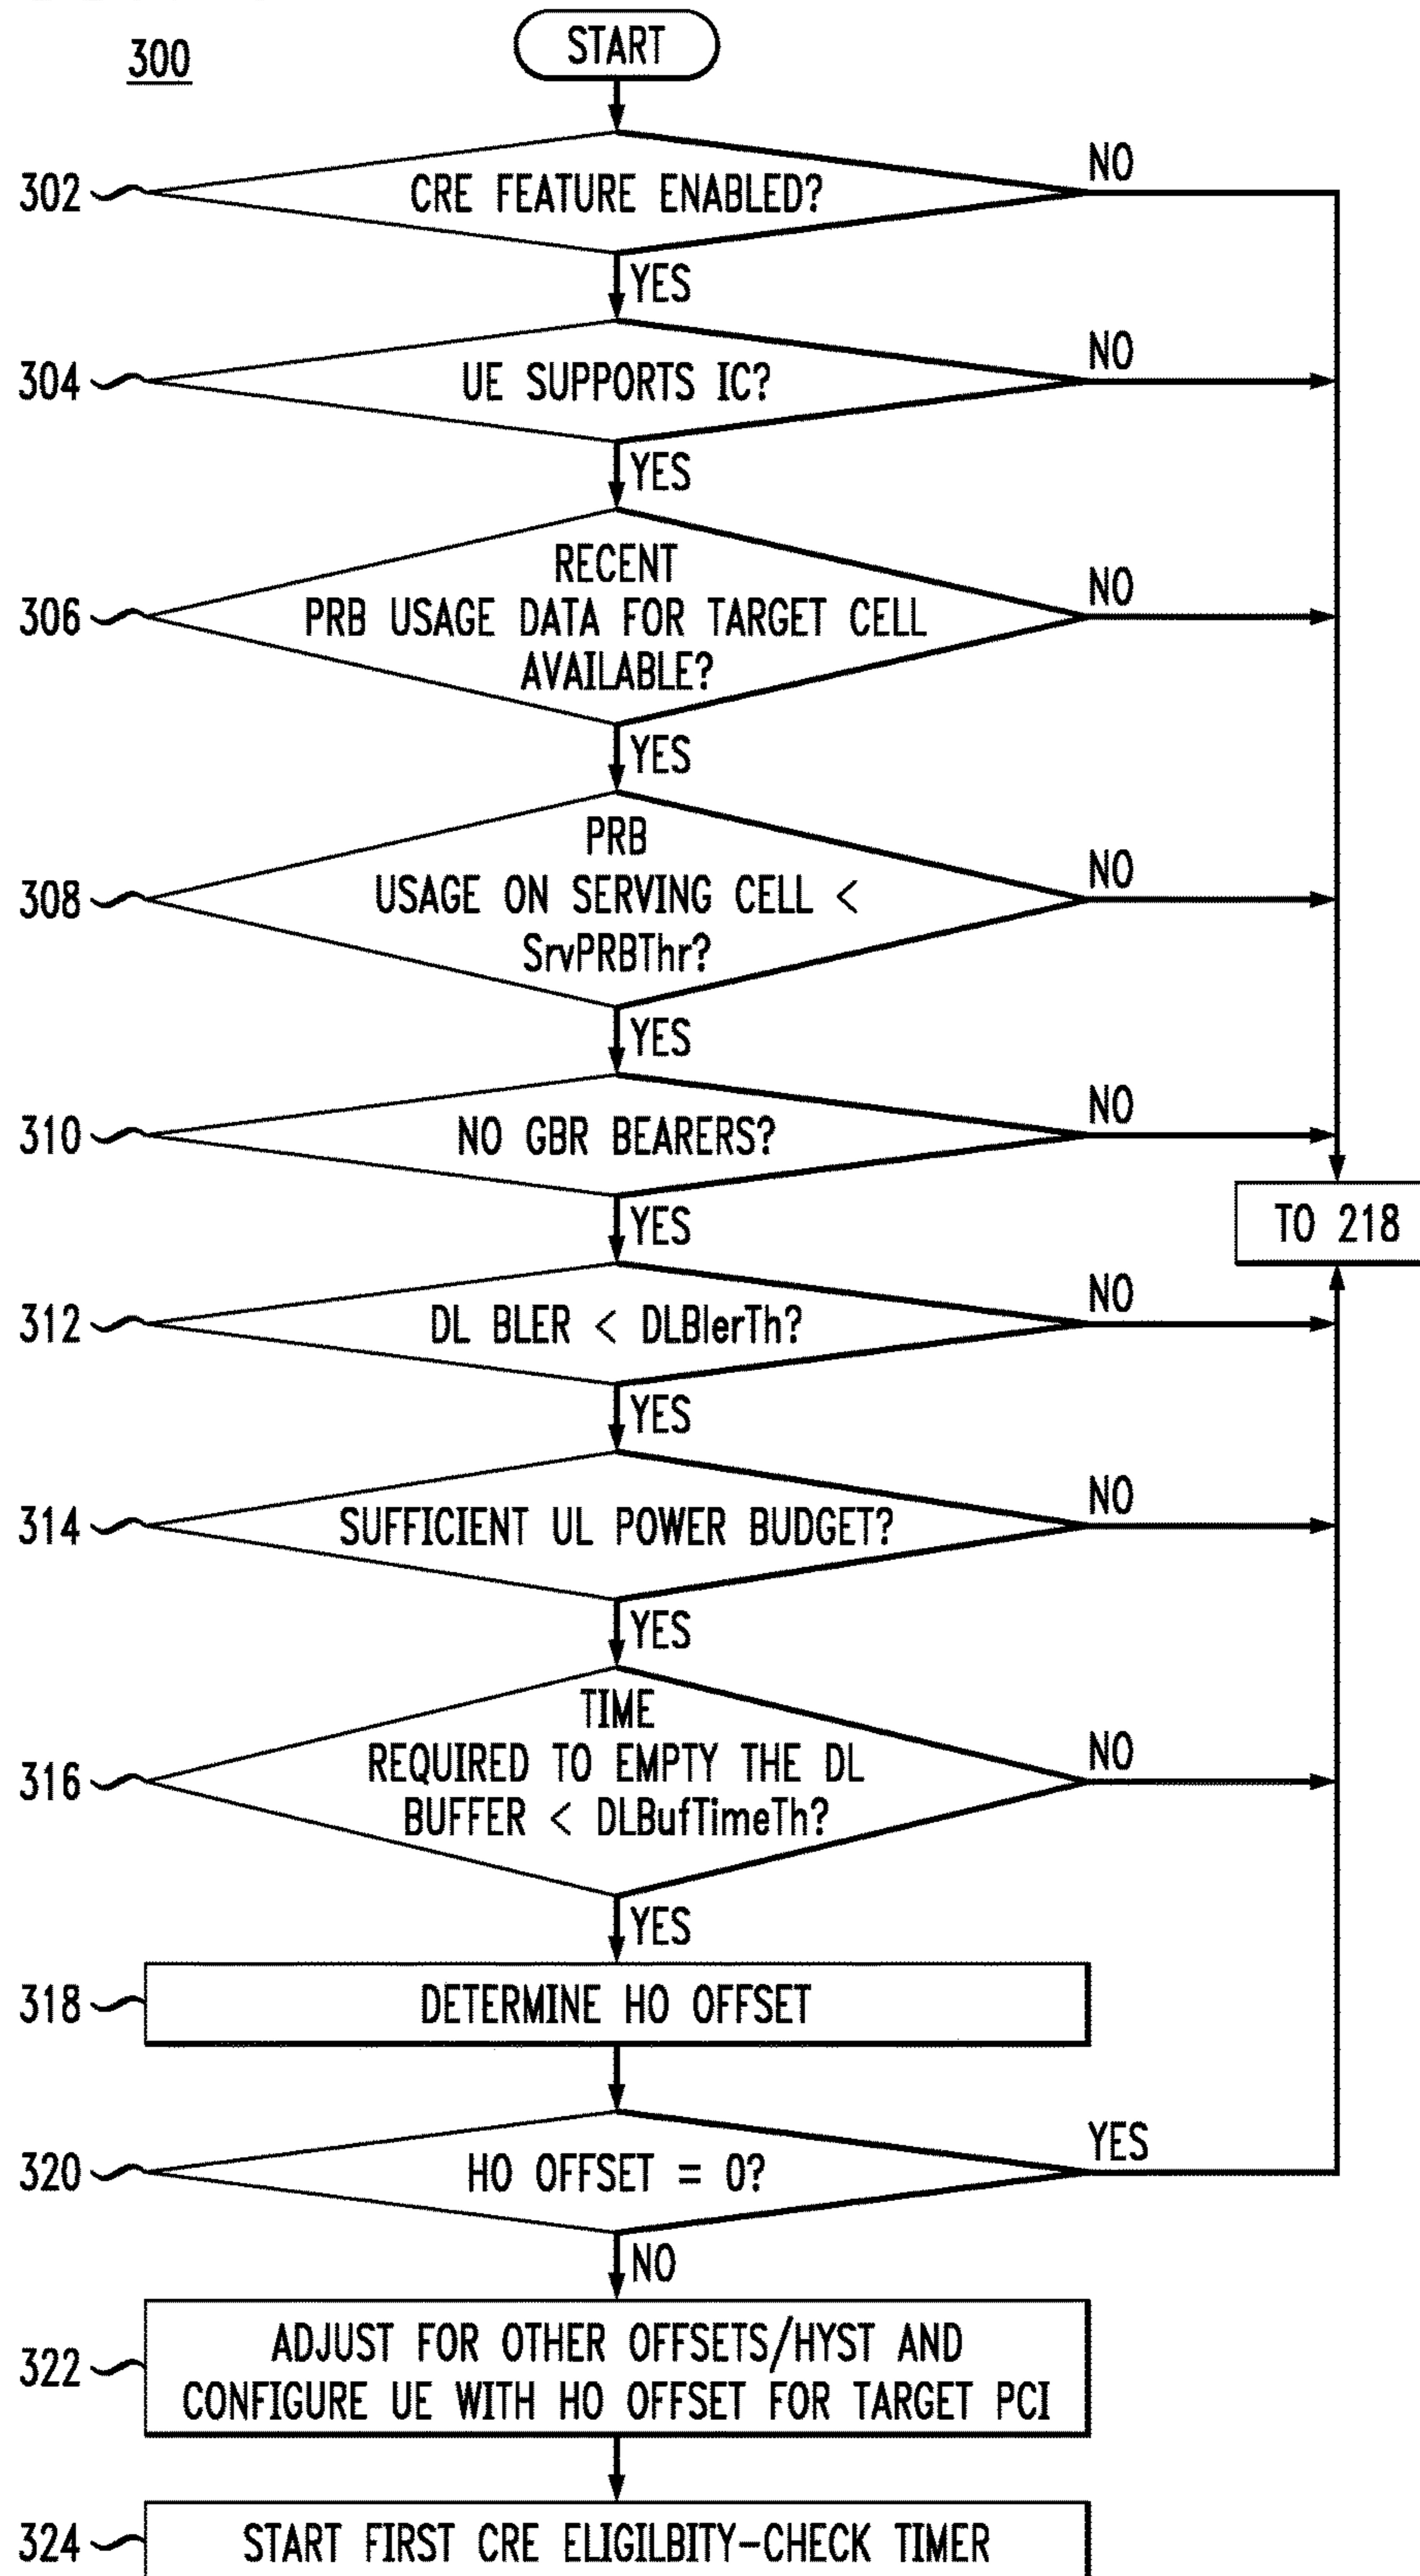 300
START
302
CRE FEATURE ENABLED?
NO
YES
304
UE SUPPORTS IC?
NO
YES
306
RECENT
PRB USAGE DATA FOR TARGET CELL
AVAILABLE?
NO
YES
308
PRB
USAGE ON SERVING CELL <
SrvPRBThr?
NO
YES
310
NO GBR BEARERS?
NO
YES
TO 218
312
DL BLER < DLBlerTh?
NO
YES
314
SUFFICIENT UL POWER BUDGET?
NO
YES
316
TIME
REQUIRED TO EMPTY THE DL
BUFFER < DLBufTimeTh?
NO
YES
318
DETERMINE HO OFFSET
320
HO OFFSET = 0?
YES
NO
322
ADJUST FOR OTHER OFFSETS/HYST AND
CONFIGURE UE WITH HO OFFSET FOR TARGET PCI
324
START FIRST CRE ELIGILBITY-CHECK TIMER